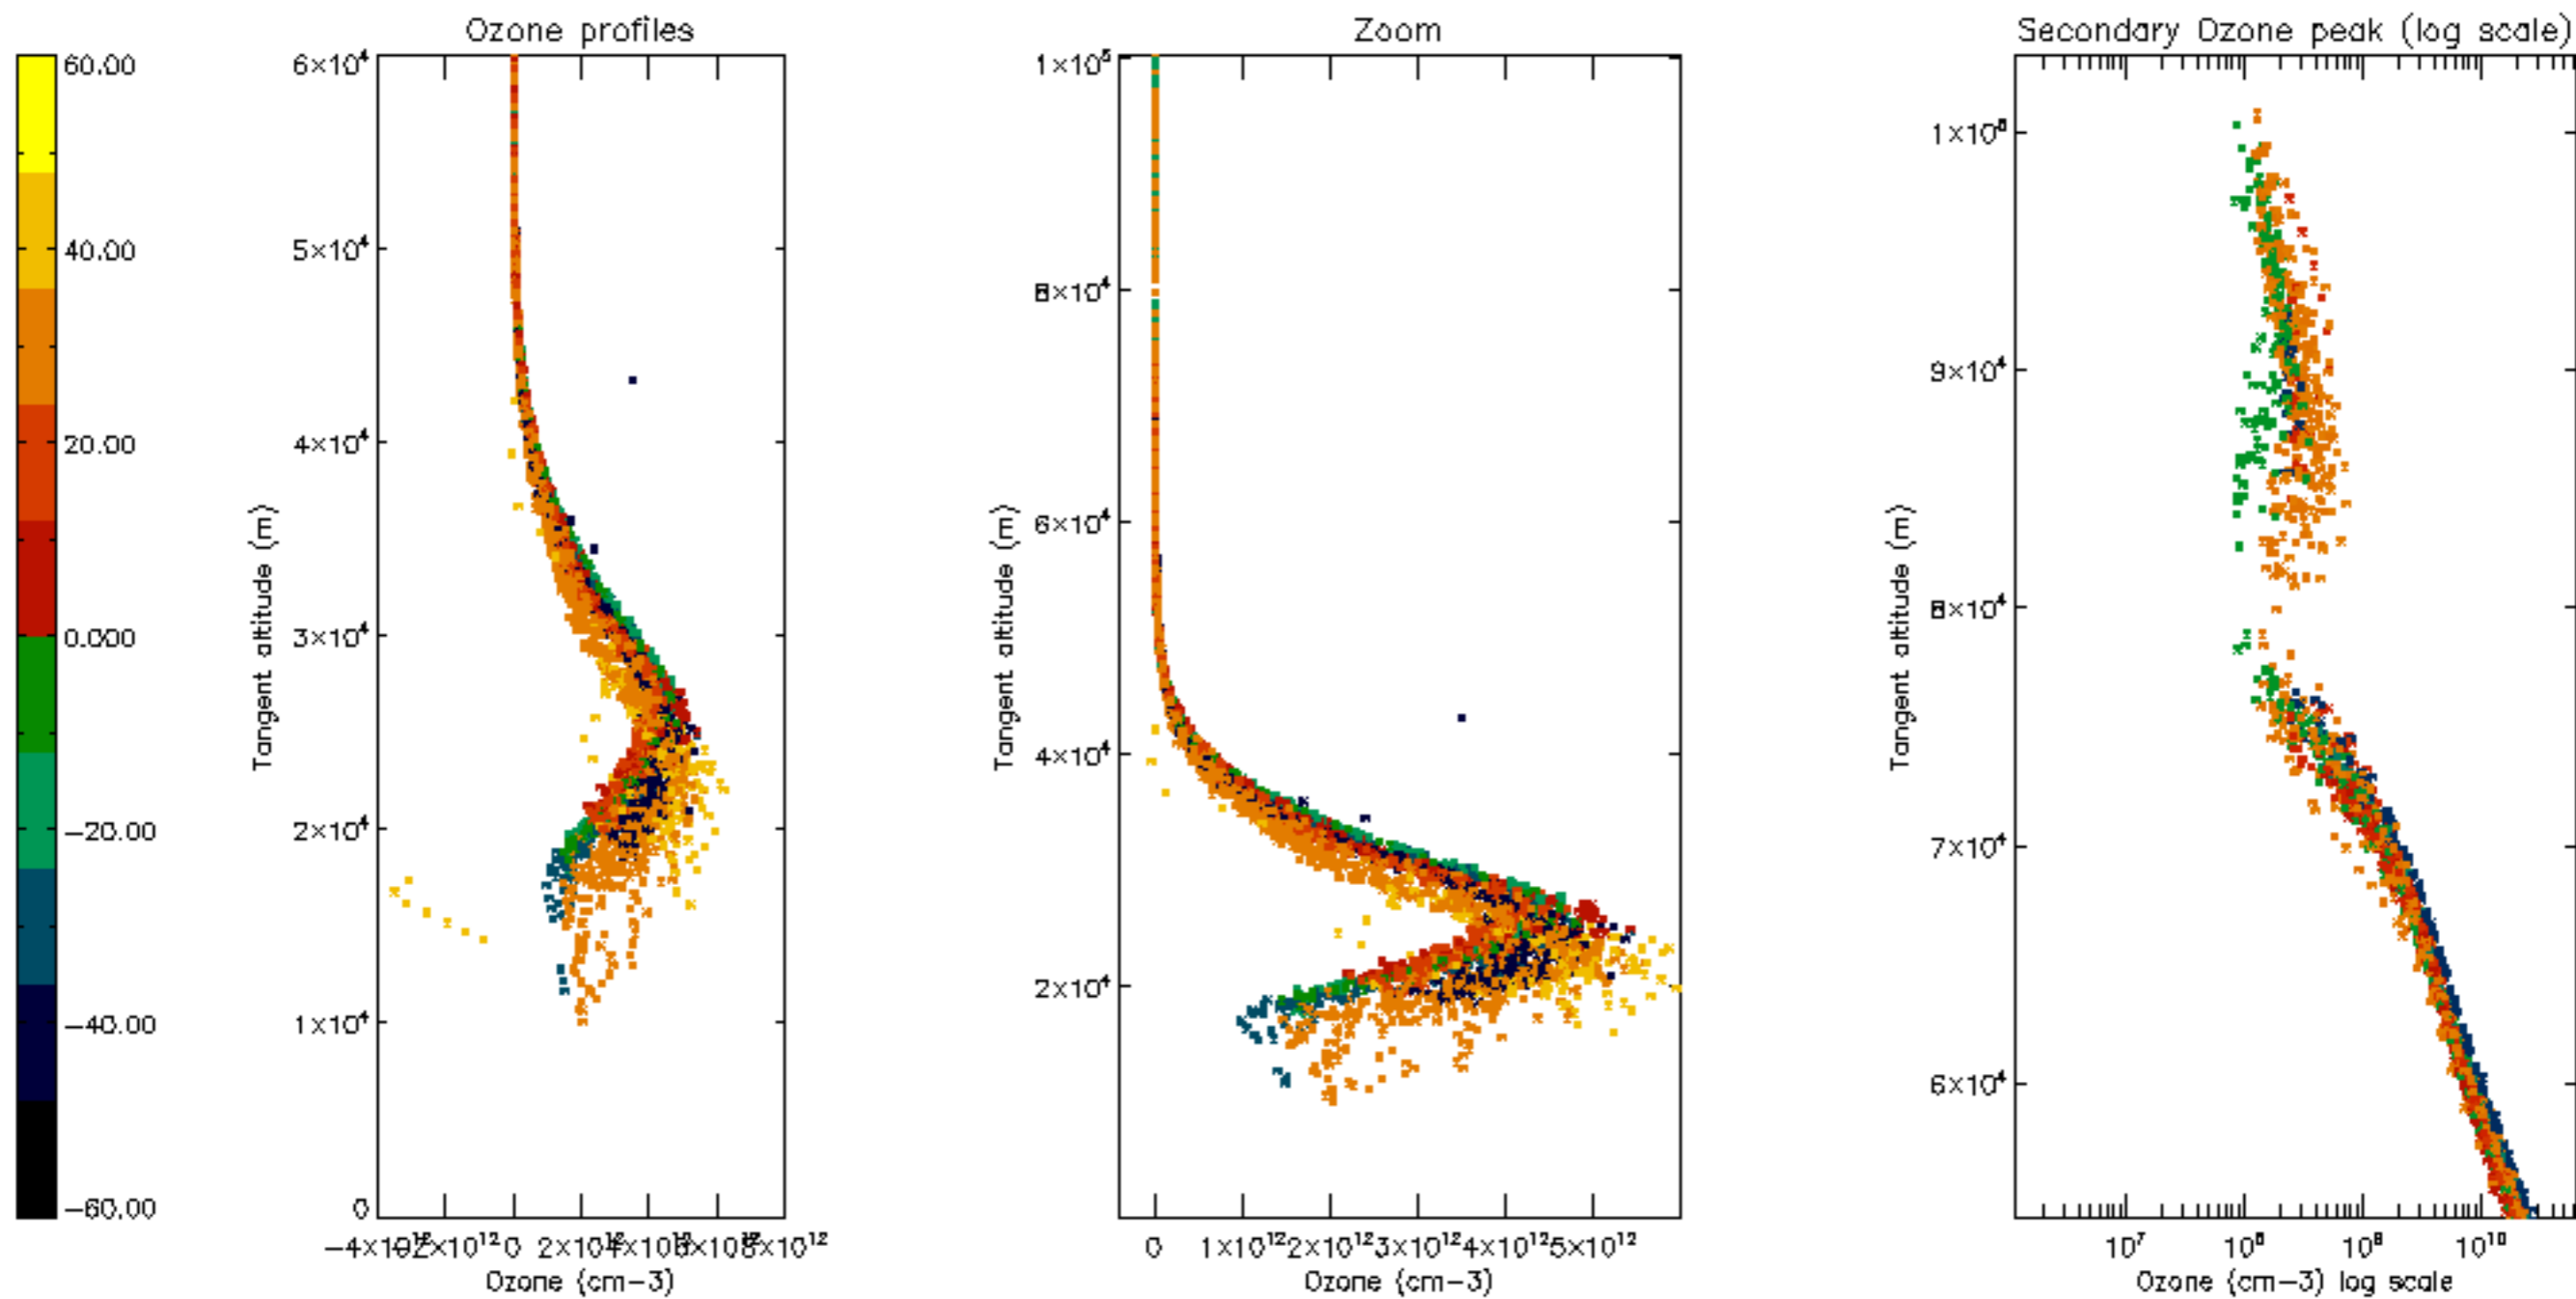 Ozone profiles
Zoom
Secondary Ozone peak (log scale)
60.00
40.00
20.00
0.000
−20.00
−40.00
−60.00
Tangent altitude (m)
6×10⁴
5×10⁴
4×10⁴
3×10⁴
2×10⁴
1×10⁴
0
0
Ozone (cm−3)
Tangent altitude (m)
1×10⁵
8×10⁴
6×10⁴
4×10⁴
2×10⁴
0 1×10¹² 2×10¹² 3×10¹² 4×10¹² 5×10¹²
Ozone (cm−3)
Tangent altitude (m)
9×10⁴
8×10⁴
7×10⁴
6×10⁴
10⁷ 10⁸ 10⁹ 10¹⁰
Ozone (cm−3) log scale